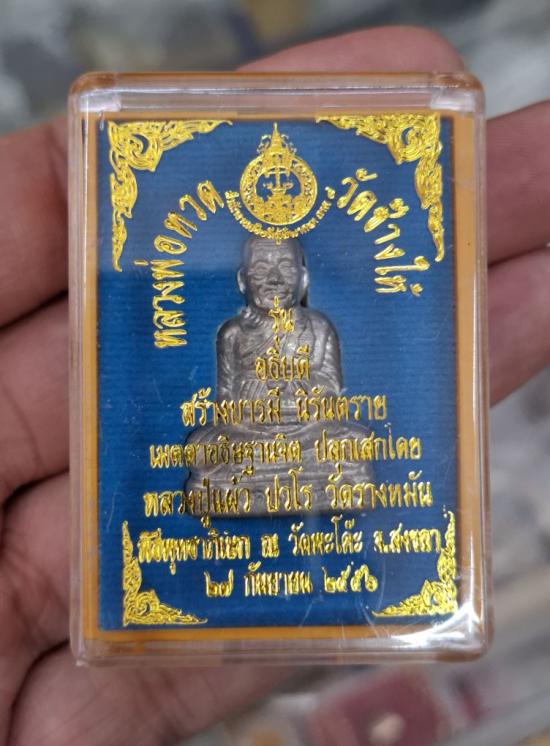 หลวงพ่อทวด วัดช้างให้
รุ่น
อธิบดี
สร้างบารมี นิรันตราย
เมตตาอธิษฐานจิต ปลุกเสกโดย
หลวงปู่แผ้ว ปวโร วัดรางหมัน
พิธีพุทธาภิเษก ณ วัดพะโค๊ะ จ.สงขลา
๒๗ กันยายน ๒๕๕๖